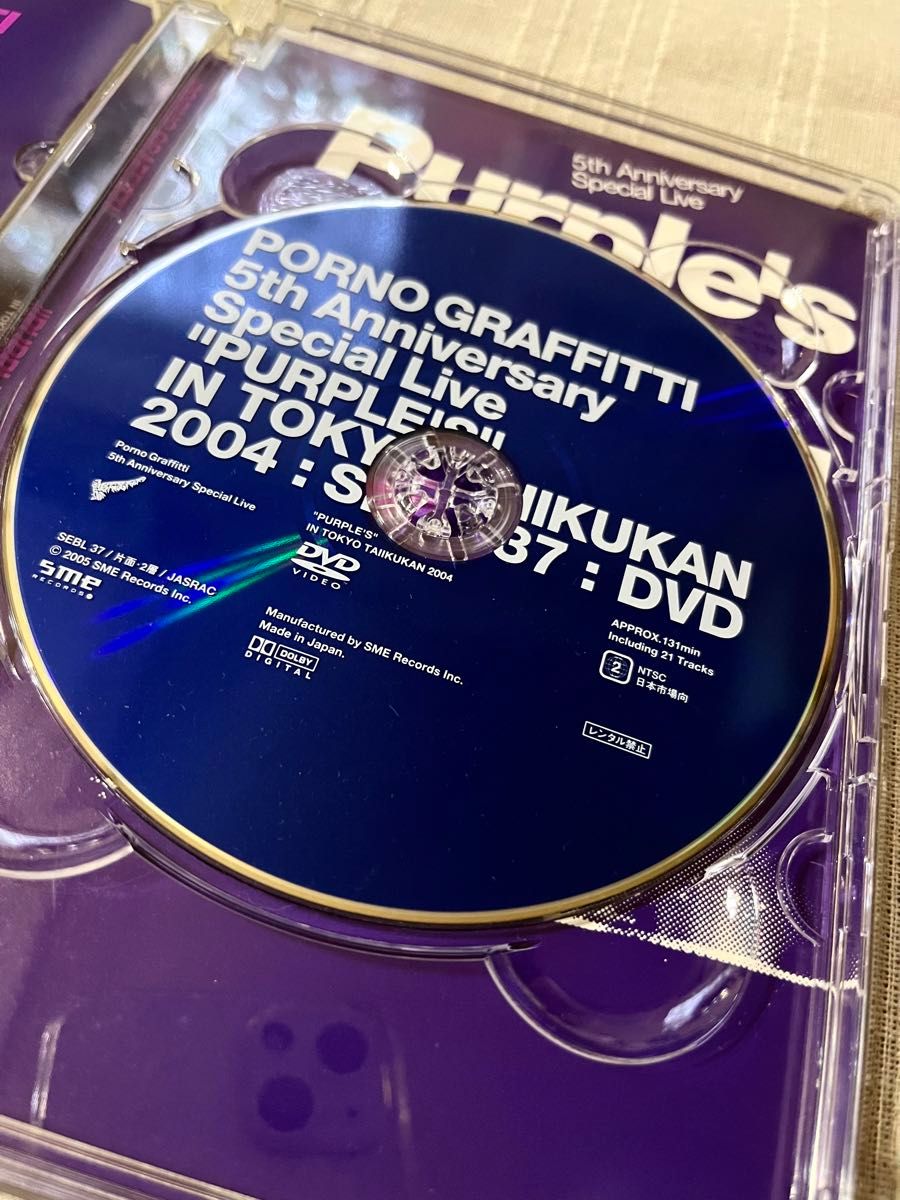 5th Anniversary
Special Live
Purple's
PORNO GRAFFITTI
5th Anniversary
Special Live
"PURPLE'S"
IN TOKYO TAIIKUKAN
2004 : SEBL 37 : DVD
Porno Graffitti
5th Anniversary Special Live
"PURPLE'S"
IN TOKYO TAIIKUKAN 2004
SEBL 37 / 片面・2層 / JASRAC
© 2005 SME Records Inc.
sme
RECORDS
DVD
VIDEO
Manufactured by SME Records Inc.
Made in Japan.
DOLBY
DIGITAL
APPROX.131min
Including 21 Tracks
2
NTSC
日本市場向
レンタル禁止